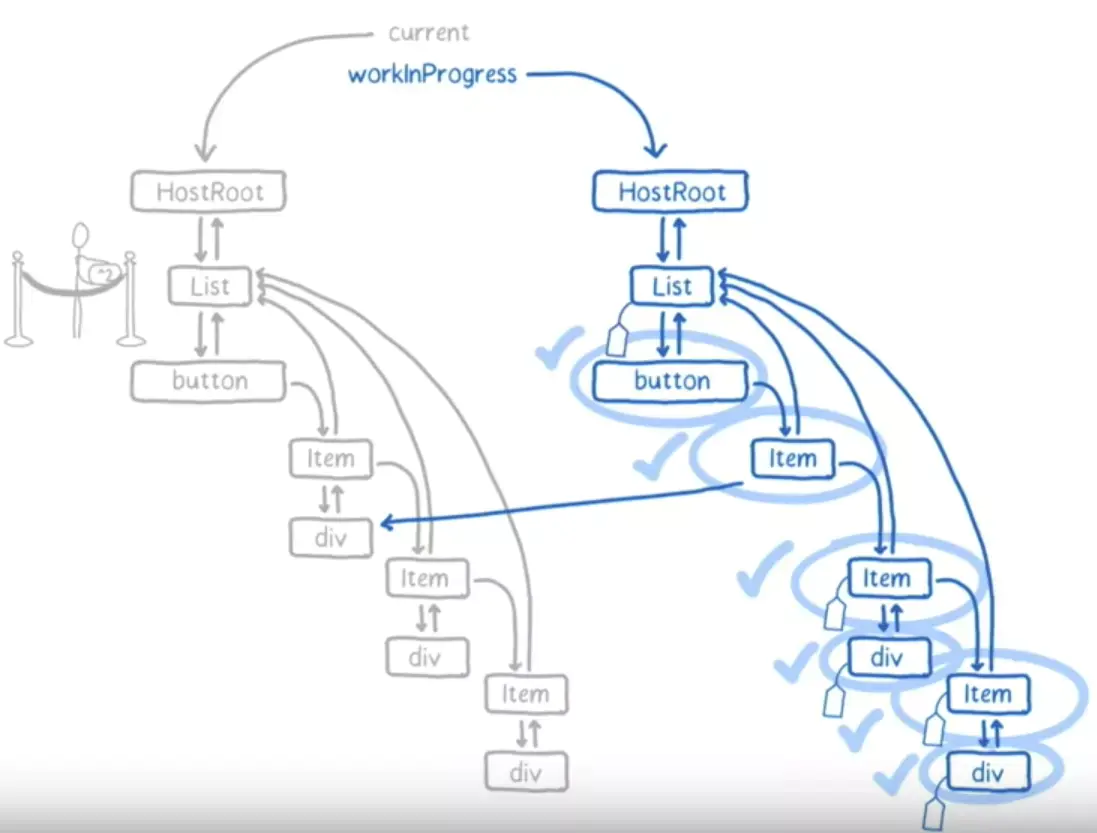 current
workInProgress
HostRoot
List
button
Item
div
Item
div
Item
div
^2
HostRoot
List
button
Item
Item
div
Item
div